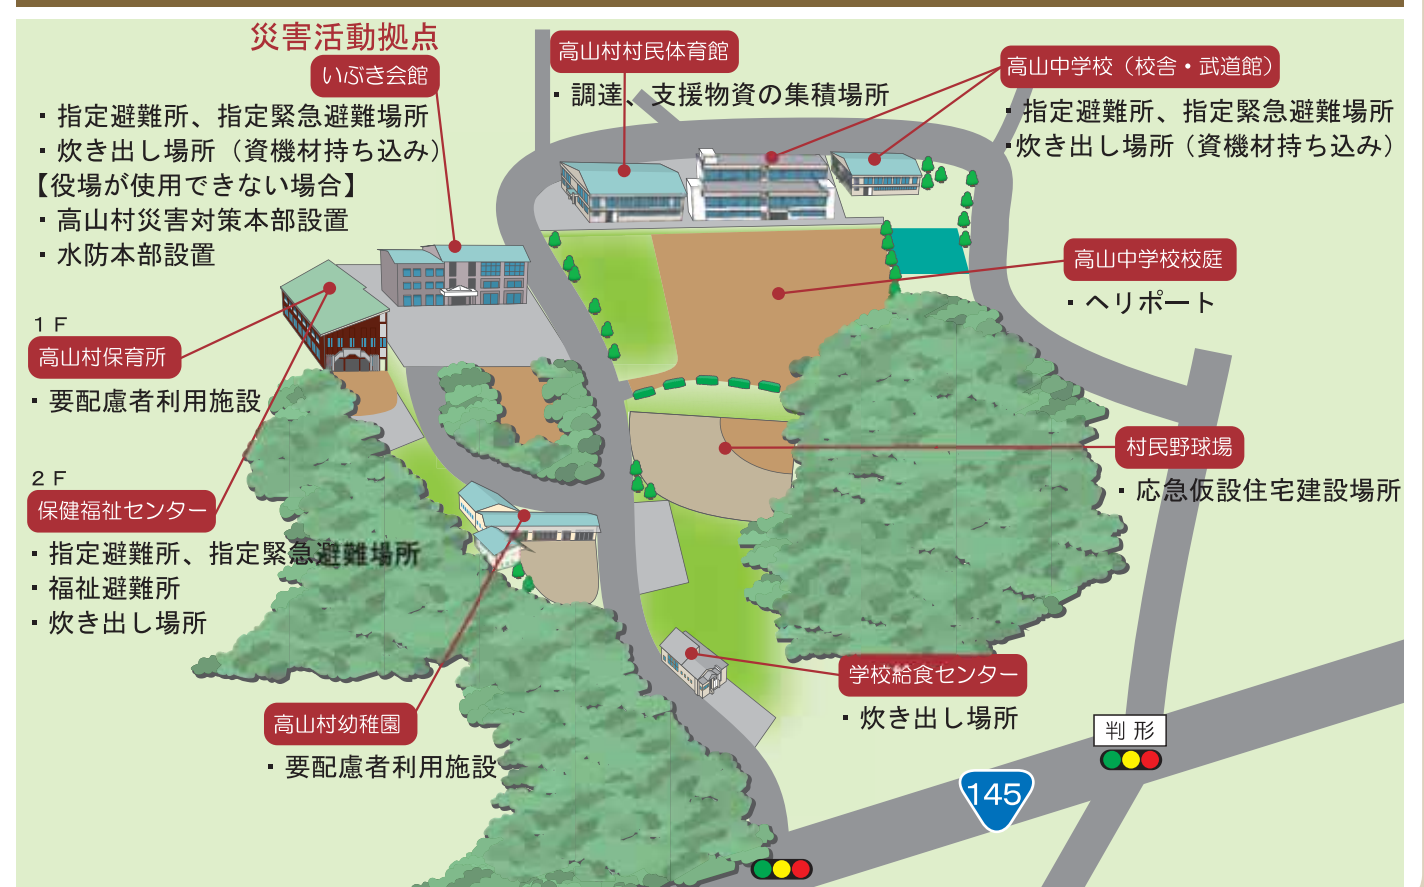 災害活動拠点
いぶき会館
・指定避難所、指定緊急避難場所
・炊き出し場所（資機材持ち込み）
【役場が使用できない場合】
・高山村災害対策本部設置
・水防本部設置
高山村村民体育館
・調達、支援物資の集積場所
高山中学校（校舎・武道館）
・指定避難所、指定緊急避難場所
・炊き出し場所（資機材持ち込み）
高山中学校校庭
・ヘリポート
１Ｆ
高山村保育所
・要配慮者利用施設
２Ｆ
保健福祉センター
・指定避難所、指定緊急避難場所
・福祉避難所
・炊き出し場所
村民野球場
・応急仮設住宅建設場所
学校給食センター
・炊き出し場所
高山村幼稚園
・要配慮者利用施設
判形
145